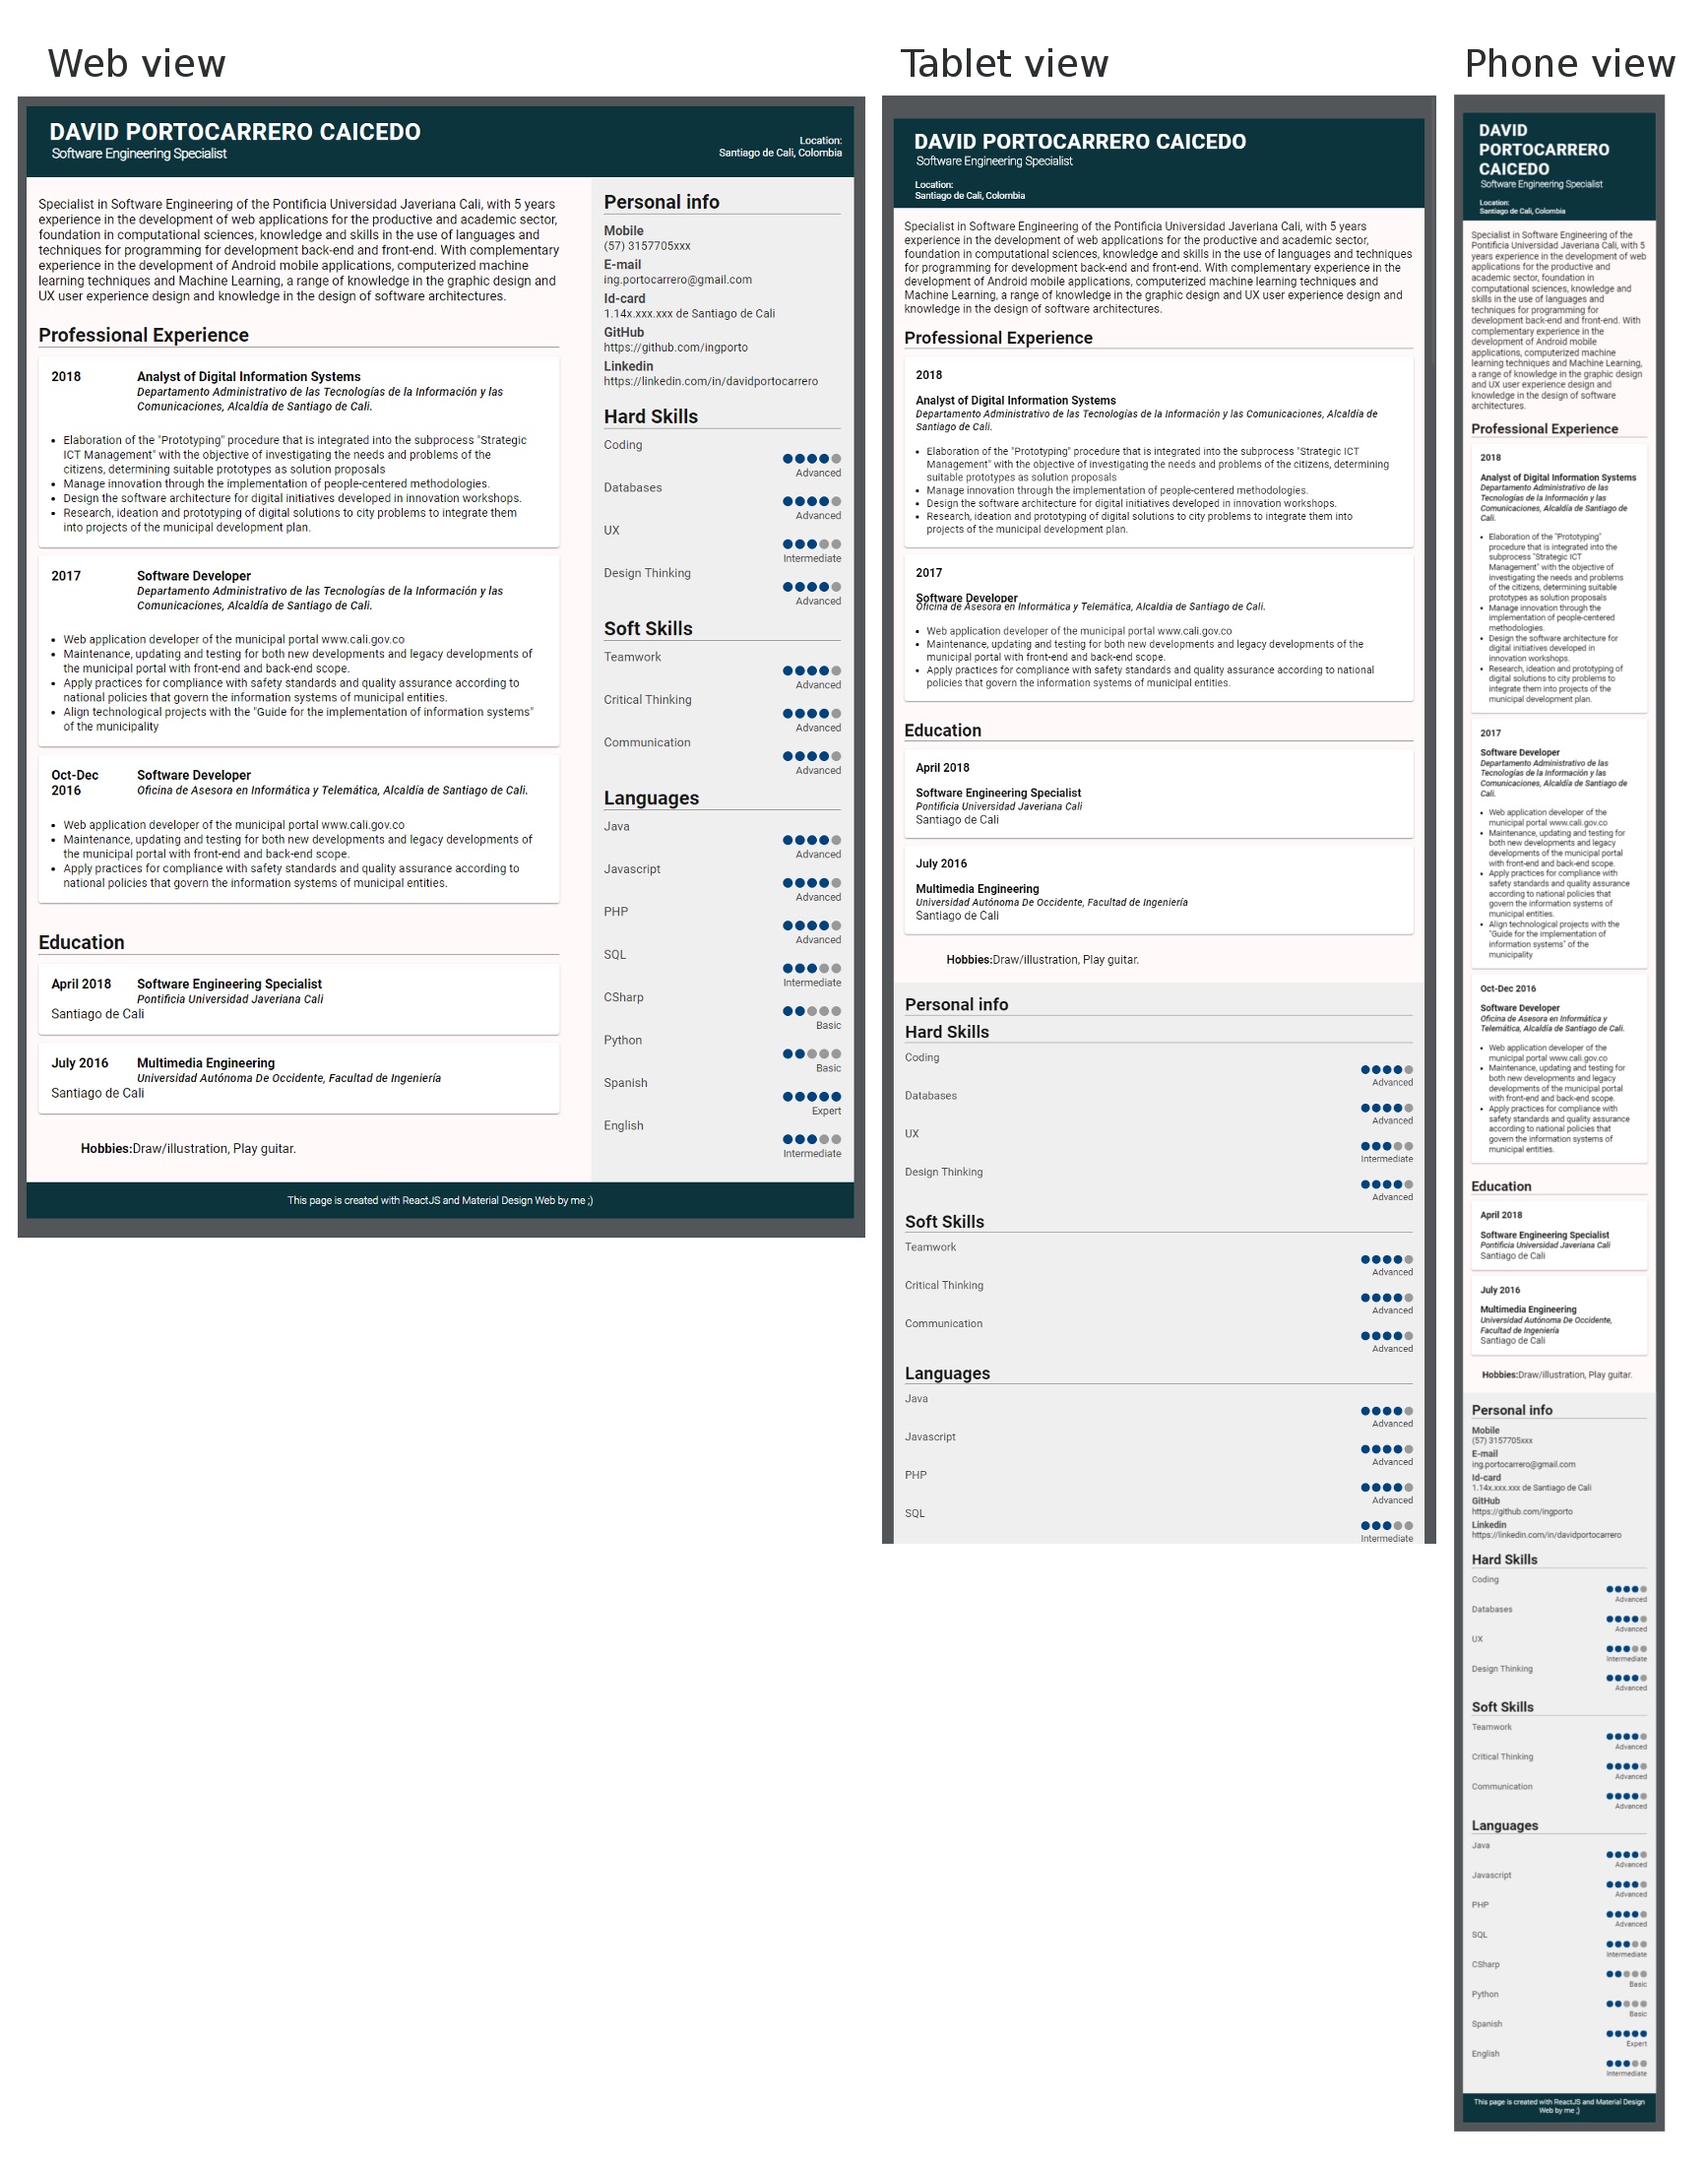 Web view
DAVID PORTOCARRERO CAICEDO
Software Engineering Specialist
Location:
Santiago de Cali, Colombia
Specialist in Software Engineering of the Pontificia Universidad Javeriana Cali, with 5 years
experience in the development of web applications for the productive and academic sector,
foundation in computational sciences, knowledge and skills in the use of languages and
techniques for programming for development back-end and front-end. With complementary
experience in the development of Android mobile applications, computerized machine
learning techniques and Machine Learning, a range of knowledge in the graphic design and
UX user experience design and knowledge in the design of software architectures.
Professional Experience
2018 Analyst of Digital Information Systems
Departamento Administrativo de las Tecnologías de la Información y las
Comunicaciones, Alcaldía de Santiago de Cali.
• Elaboration of the "Prototyping" procedure that is integrated into the subprocess "Strategic
ICT Management" with the objective of investigating the needs and problems of the
citizens, determining suitable prototypes as solution proposals
• Manage innovation through the implementation of people-centered methodologies.
• Design the software architecture for digital initiatives developed in innovation workshops.
• Research, ideation and prototyping of digital solutions to city problems to integrate them
into projects of the municipal development plan.
2017 Software Developer
Departamento Administrativo de las Tecnologías de la Información y las
Comunicaciones, Alcaldía de Santiago de Cali.
• Web application developer of the municipal portal www.cali.gov.co
• Maintenance, updating and testing for both new developments and legacy developments of
the municipal portal with front-end and back-end scope.
• Apply practices for compliance with safety standards and quality assurance according to
national policies that govern the information systems of municipal entities.
• Align technological projects with the "Guide for the implementation of information systems"
of the municipality
Oct-Dec 2016 Software Developer
Oficina de Asesora en Informática y Telemática, Alcaldía de Santiago de Cali.
• Web application developer of the municipal portal www.cali.gov.co
• Maintenance, updating and testing for both new developments and legacy developments of
the municipal portal with front-end and back-end scope.
• Apply practices for compliance with safety standards and quality assurance according to
national policies that govern the information systems of municipal entities.
Education
April 2018 Software Engineering Specialist
Pontificia Universidad Javeriana Cali
Santiago de Cali
July 2016 Multimedia Engineering
Universidad Autónoma De Occidente, Facultad de Ingeniería
Santiago de Cali
Hobbies:Draw/illustration, Play guitar.
Personal info
Mobile
(57) 3157705xxx
E-mail
ing.portocarrero@gmail.com
Id-card
1.14x.xxx.xxx de Santiago de Cali
GitHub
https://github.com/ingporto
Linkedin
https://linkedin.com/in/davidportocarrero
Hard Skills
Coding
Advanced
Databases
Advanced
UX
Intermediate
Design Thinking
Advanced
Soft Skills
Teamwork
Advanced
Critical Thinking
Advanced
Communication
Advanced
Languages
Java
Advanced
Javascript
Advanced
PHP
Advanced
SQL
Intermediate
CSharp
Basic
Python
Basic
Spanish
Expert
English
Intermediate
This page is created with ReactJS and Material Design Web by me ;)
Tablet view
DAVID PORTOCARRERO CAICEDO
Software Engineering Specialist
Location:
Santiago de Cali, Colombia
Specialist in Software Engineering of the Pontificia Universidad Javeriana Cali, with 5 years
experience in the development of web applications for the productive and academic sector,
foundation in computational sciences, knowledge and skills in the use of languages and techniques
for programming for development back-end and front-end. With complementary experience in the
development of Android mobile applications, computerized machine learning techniques and
Machine Learning, a range of knowledge in the graphic design and UX user experience design and
knowledge in the design of software architectures.
Professional Experience
2018
Analyst of Digital Information Systems
Departamento Administrativo de las Tecnologías de la Información y las Comunicaciones, Alcaldía de
Santiago de Cali.
• Elaboration of the "Prototyping" procedure that is integrated into the subprocess "Strategic ICT
Management" with the objective of investigating the needs and problems of the citizens, determining
suitable prototypes as solution proposals
• Manage innovation through the implementation of people-centered methodologies.
• Design the software architecture for digital initiatives developed in innovation workshops.
• Research, ideation and prototyping of digital solutions to city problems to integrate them into
projects of the municipal development plan.
2017
Software Developer
Oficina de Asesora en Informática y Telemática, Alcaldía de Santiago de Cali.
• Web application developer of the municipal portal www.cali.gov.co
• Maintenance, updating and testing for both new developments and legacy developments of the
municipal portal with front-end and back-end scope.
• Apply practices for compliance with safety standards and quality assurance according to national
policies that govern the information systems of municipal entities.
Education
April 2018
Software Engineering Specialist
Pontificia Universidad Javeriana Cali
Santiago de Cali
July 2016
Multimedia Engineering
Universidad Autónoma De Occidente, Facultad de Ingeniería
Santiago de Cali
Hobbies:Draw/illustration, Play guitar.
Personal info
Hard Skills
Coding
Advanced
Databases
Advanced
UX
Intermediate
Design Thinking
Advanced
Soft Skills
Teamwork
Advanced
Critical Thinking
Advanced
Communication
Advanced
Languages
Java
Advanced
Javascript
Advanced
PHP
Advanced
SQL
Intermediate
Phone view
DAVID
PORTOCARRERO
CAICEDO
Software Engineering Specialist
Location:
Santiago de Cali, Colombia
Specialist in Software Engineering of the
Pontificia Universidad Javeriana Cali, with 5
years experience in the development of web
applications for the productive and
academic sector, foundation in
computational sciences, knowledge and
skills in the use of languages and
techniques for programming for
development back-end and front-end. With
complementary experience in the
development of Android mobile
applications, computerized machine
learning techniques and Machine Learning,
a range of knowledge in the graphic design
and UX user experience design and
knowledge in the design of software
architectures.
Professional Experience
2018
Analyst of Digital Information Systems
Departamento Administrativo de las
Tecnologías de la Información y las
Comunicaciones, Alcaldía de Santiago de
Cali.
• Elaboration of the "Prototyping"
procedure that is integrated into the
subprocess "Strategic ICT
Management" with the objective of
investigating the needs and problems
of the citizens, determining suitable
prototypes as solution proposals
• Manage innovation through the
implementation of people-centered
methodologies.
• Design the software architecture for
digital initiatives developed in
innovation workshops.
• Research, ideation and prototyping of
digital solutions to city problems to
integrate them into projects of the
municipal development plan.
2017
Software Developer
Departamento Administrativo de las
Tecnologías de la Información y las
Comunicaciones, Alcaldía de Santiago de
Cali.
• Web application developer of the
municipal portal www.cali.gov.co
• Maintenance, updating and testing for
both new developments and legacy
developments of the municipal portal
with front-end and back-end scope.
• Apply practices for compliance with
safety standards and quality assurance
according to national policies that
govern the information systems of
municipal entities.
• Align technological projects with the
"Guide for the implementation of
information systems" of the
municipality
Oct-Dec 2016
Software Developer
Oficina de Asesora en Informática y
Telemática, Alcaldía de Santiago de Cali.
• Web application developer of the
municipal portal www.cali.gov.co
• Maintenance, updating and testing for
both new developments and legacy
developments of the municipal portal
with front-end and back-end scope.
• Apply practices for compliance with
safety standards and quality assurance
according to national policies that
govern the information systems of
municipal entities.
Education
April 2018
Software Engineering Specialist
Pontificia Universidad Javeriana Cali
Santiago de Cali
July 2016
Multimedia Engineering
Universidad Autónoma De Occidente,
Facultad de Ingeniería
Santiago de Cali
Hobbies:Draw/illustration, Play guitar.
Personal info
Mobile
(57) 3157705xxx
E-mail
ing.portocarrero@gmail.com
Id-card
1.14x.xxx.xxx de Santiago de Cali
GitHub
https://github.com/ingporto
Linkedin
https://linkedin.com/in/davidportocarrero
Hard Skills
Coding
Advanced
Databases
Advanced
UX
Intermediate
Design Thinking
Advanced
Soft Skills
Teamwork
Advanced
Critical Thinking
Advanced
Communication
Advanced
Languages
Java
Advanced
Javascript
Advanced
PHP
Advanced
SQL
Intermediate
CSharp
Basic
Python
Basic
Spanish
Expert
English
Intermediate
This page is created with ReactJS and Material Design
Web by me ;)